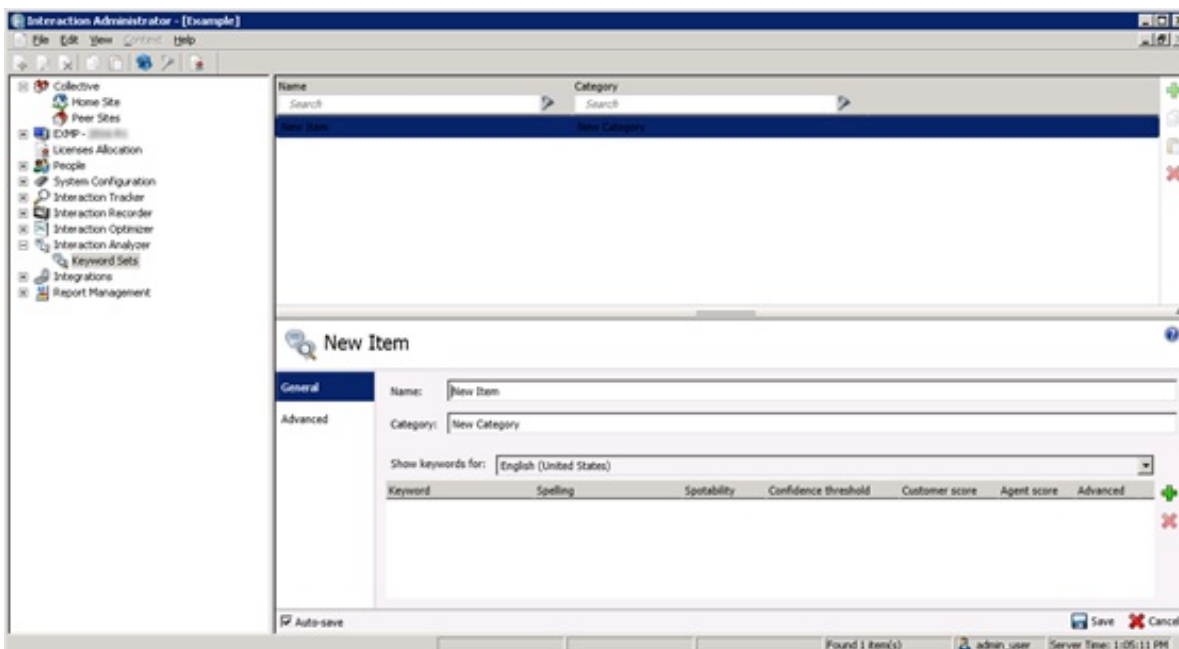 Interaction Administrator - [Example]
File Edit View Context Help
Collective
Home Site
Peer Sites
EXMP-
Licenses Allocation
People
System Configuration
Interaction Tracker
Interaction Recorder
Interaction Optimizer
Interaction Analyzer
Keyword Sets
Integrations
Report Management
Name Category
Search Search
New Item New Category
New Item
General
Advanced
Name: New Item
Category: New Category
Show keywords for: English (United States)
Keyword Spelling Spotability Confidence threshold Customer score Agent score Advanced
Auto-save Save Cancel
Found 1 item(s) admin_user Server Time: 1:05:11 PM